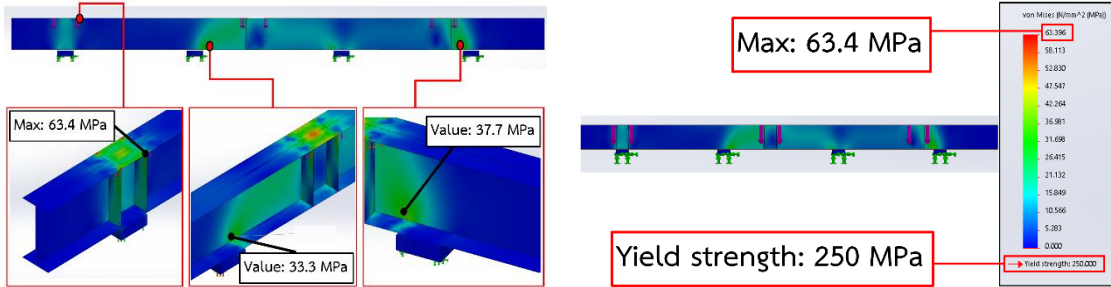 Max: 63.4 MPa
Value: 33.3 MPa
Value: 37.7 MPa
Max: 63.4 MPa
Yield strength: 250 MPa
von Mises (N/mm^2 (MPa))
63.396
58.113
52.830
47.547
42.264
36.981
31.698
26.415
21.132
15.849
10.566
5.283
0.000
Yield strength: 250.000